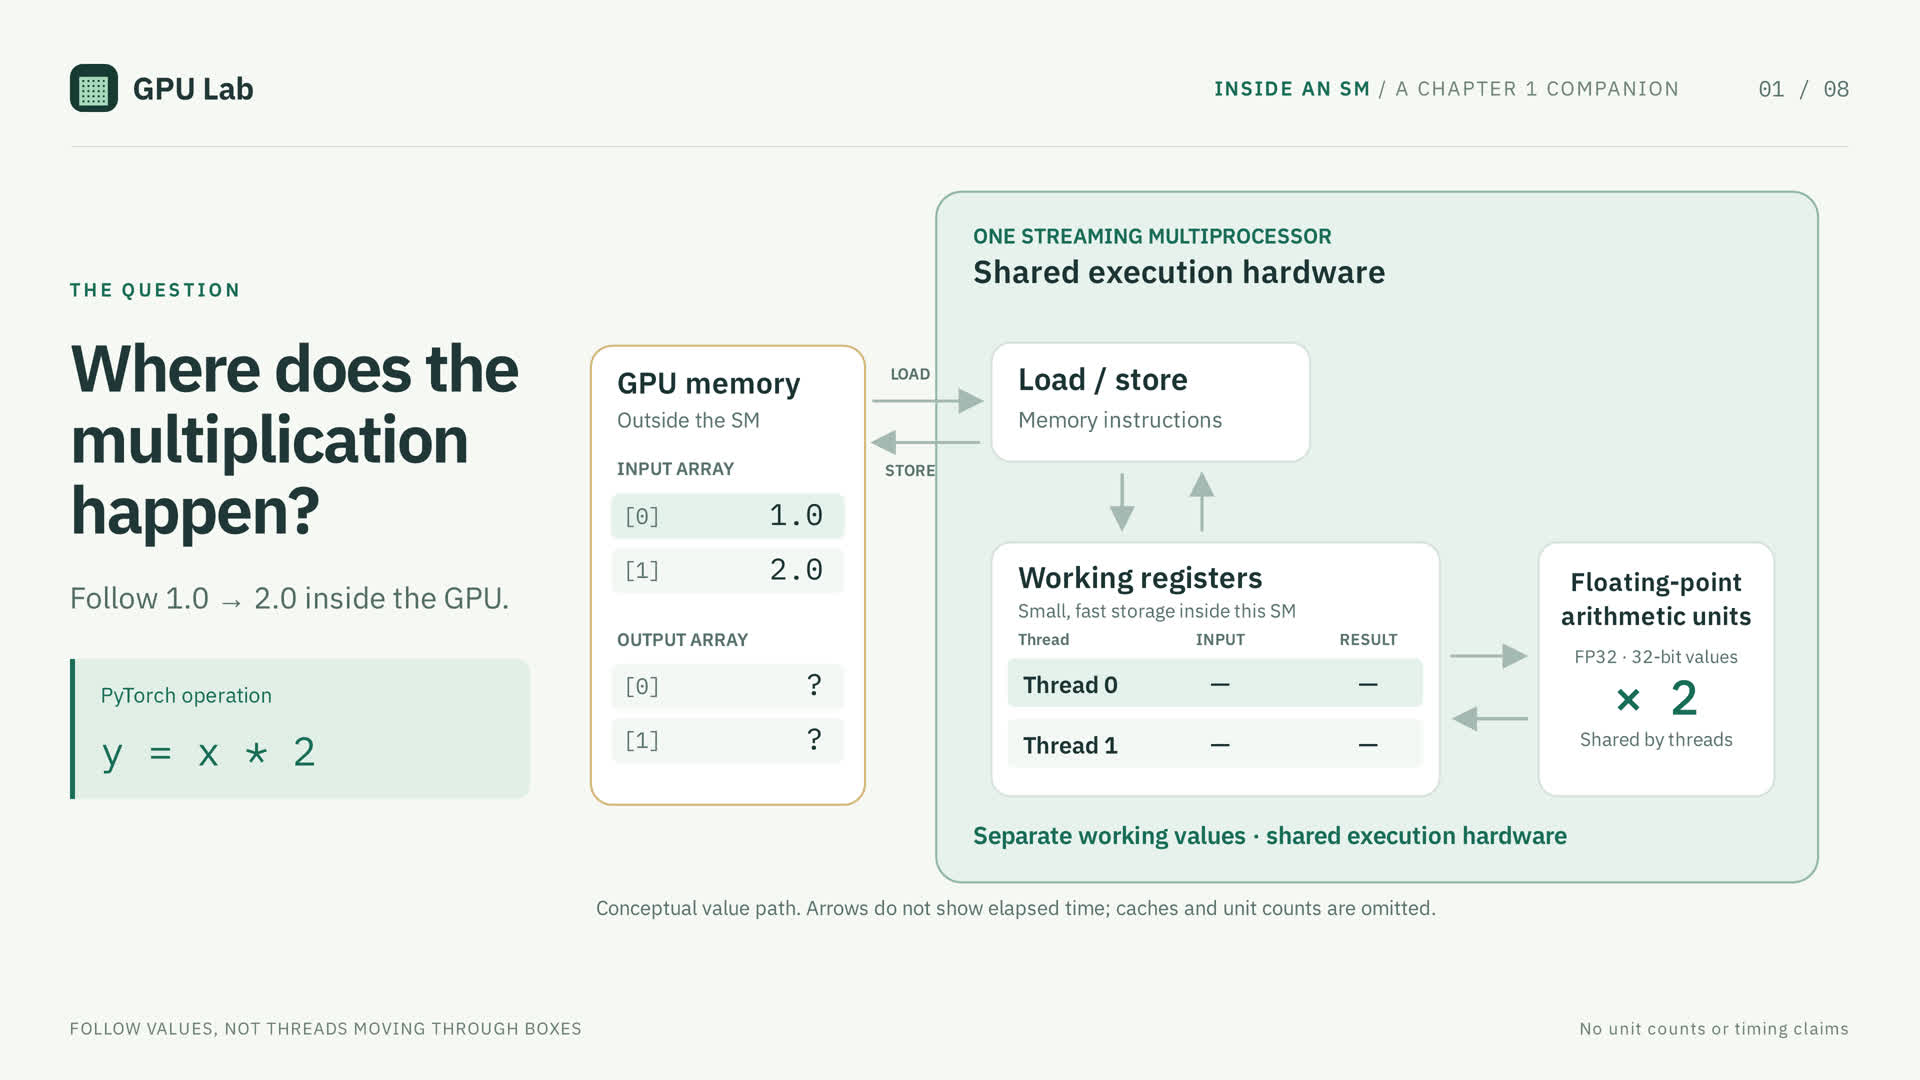 GPU Lab
INSIDE AN SM / A CHAPTER 1 COMPANION
01 / 08
THE QUESTION
Where does the
multiplication
happen?
Follow 1.0 → 2.0 inside the GPU.
PyTorch operation
y = x * 2
GPU memory
Outside the SM
INPUT ARRAY
[0] 1.0
[1] 2.0
OUTPUT ARRAY
[0] ?
[1] ?
LOAD
STORE
ONE STREAMING MULTIPROCESSOR
Shared execution hardware
Load / store
Memory instructions
Working registers
Small, fast storage inside this SM
Thread INPUT RESULT
Thread 0 — —
Thread 1 — —
Floating-point
arithmetic units
FP32 · 32-bit values
× 2
Shared by threads
Separate working values · shared execution hardware
Conceptual value path. Arrows do not show elapsed time; caches and unit counts are omitted.
FOLLOW VALUES, NOT THREADS MOVING THROUGH BOXES
No unit counts or timing claims